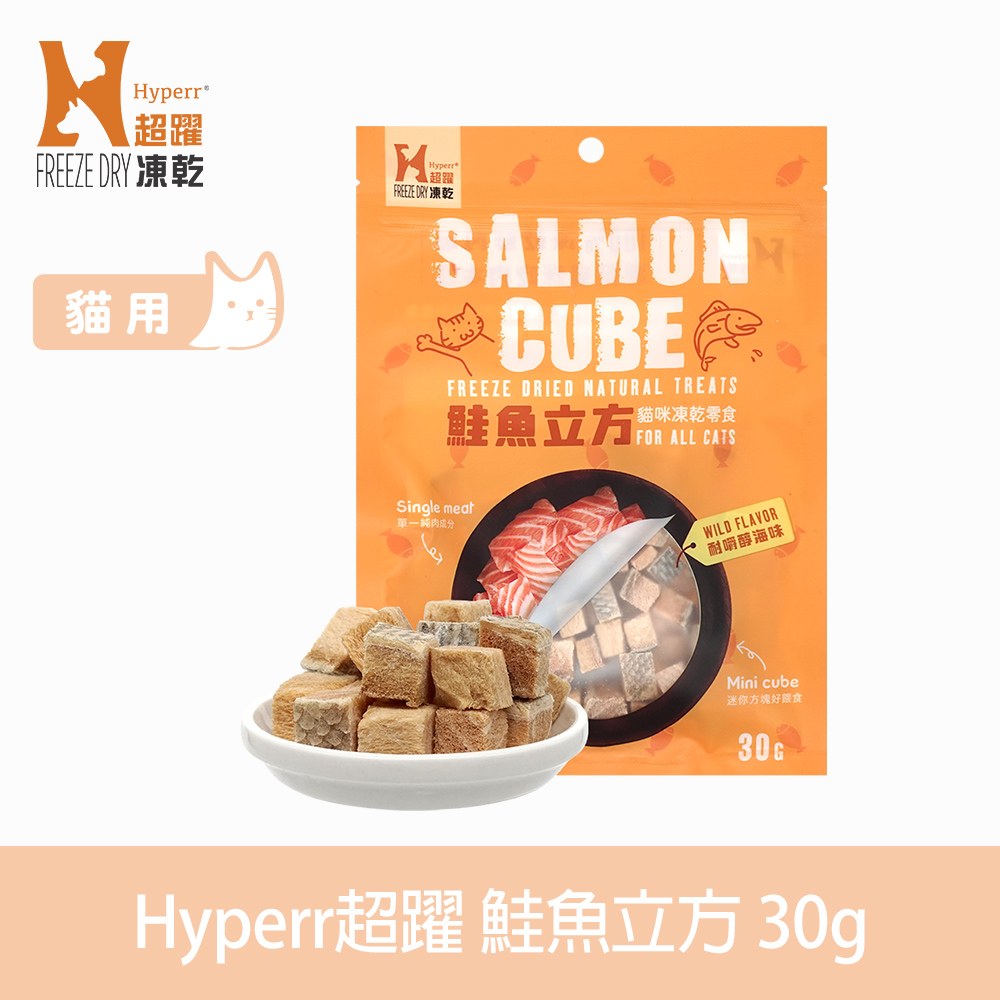 Hyperr®
超躍
FREEZE DRY 凍乾
貓用
Hyperr®
超躍
FREEZE DRY 凍乾
SALMON
CUBE
FREEZE DRIED NATURAL TREATS
鮭魚立方
貓咪凍乾零食
FOR ALL CATS
Single meat
單一純肉成分
WILD FLAVOR
耐嚼醇海味
Mini cube
迷你方塊好餵食
30G
Hyperr超躍 鮭魚立方 30g